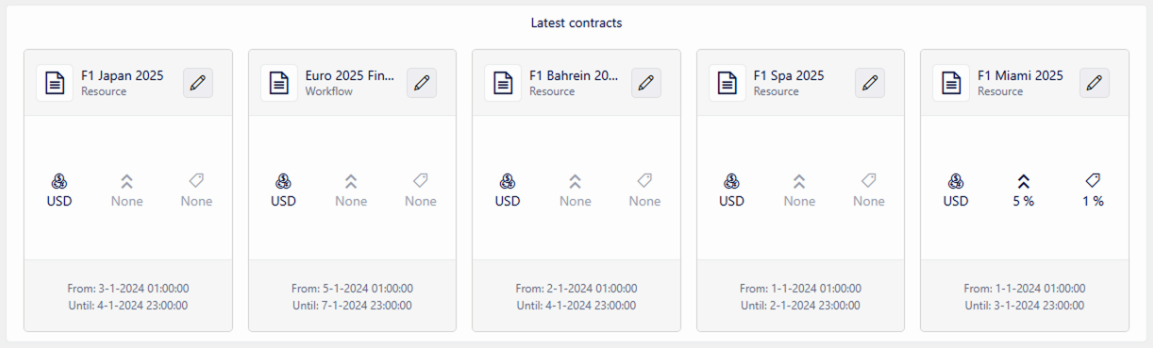 Latest contracts
F1 Japan 2025
Resource
USD
None
None
From: 3-1-2024 01:00:00
Until: 4-1-2024 23:00:00
Euro 2025 Fin...
Workflow
USD
None
None
From: 5-1-2024 01:00:00
Until: 7-1-2024 23:00:00
F1 Bahrein 20...
Resource
USD
None
None
From: 2-1-2024 01:00:00
Until: 4-1-2024 23:00:00
F1 Spa 2025
Resource
USD
None
None
From: 1-1-2024 01:00:00
Until: 2-1-2024 23:00:00
F1 Miami 2025
Resource
USD
5 %
1 %
From: 1-1-2024 01:00:00
Until: 3-1-2024 23:00:00